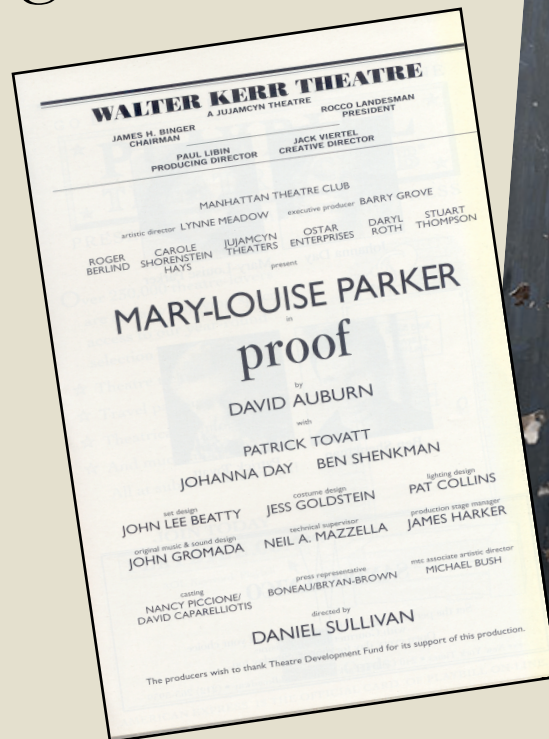 WALTER KERR THEATRE
A JUJAMCYN THEATRE
JAMES H. BINGER
CHAIRMAN
ROCCO LANDESMAN
PRESIDENT
PAUL LIBIN
PRODUCING DIRECTOR
JACK VIERTEL
CREATIVE DIRECTOR
MANHATTAN THEATRE CLUB
artistic director LYNNE MEADOW executive producer BARRY GROVE
ROGER
BERLIND
CAROLE
SHORENSTEIN
HAYS
JUJAMCYN
THEATERS
OSTAR
ENTERPRISES
DARYL
ROTH
STUART
THOMPSON
present
MARY-LOUISE PARKER
in
proof
by
DAVID AUBURN
with
PATRICK TOVATT
JOHANNA DAY BEN SHENKMAN
set design
JOHN LEE BEATTY
costume design
JESS GOLDSTEIN
lighting design
PAT COLLINS
original music & sound design
JOHN GROMADA
technical supervisor
NEIL A. MAZZELLA
production stage manager
JAMES HARKER
casting
NANCY PICCIONE/
DAVID CAPARELLIOTIS
press representative
BONEAU/BRYAN-BROWN
mtc associate artistic director
MICHAEL BUSH
directed by
DANIEL SULLIVAN
The producers wish to thank Theatre Development Fund for its support of this production.